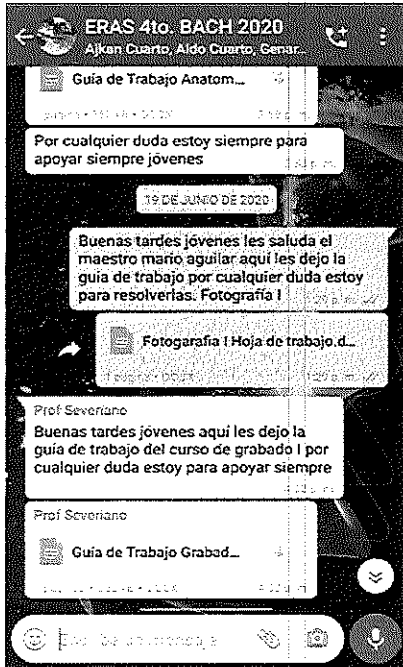 ERAS 4to. BACH 2020
Ajkan Cuarto, Aldo Cuarto, Genar...
Guía de Trabajo Anatom...
Por cualquier duda estoy siempre para
apoyar siempre jóvenes
19 DE JUNIO DE 2020
Buenas tardes jóvenes les saluda el
maestro mario aguilar aquí les dejo la
guia de trabajo por cualquier duda estoy
para resolverlas. Fotografía I
Fotogarafia I Hoja de trabajo.d...
1:29 p. m.
Prof Severiano
Buenas tardes jóvenes aquí les dejo la
guía de trabajo del curso de grabado I por
cualquier duda estoy para apoyar siempre
Prof Severiano
Guía de Trabajo Grabad...